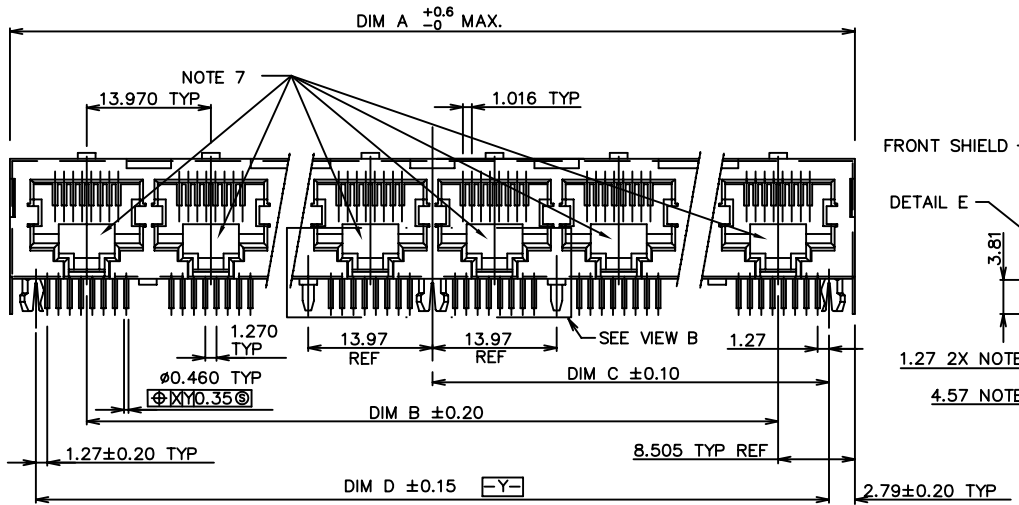 DIM A +0.6 -0 MAX.
NOTE 7
13.970 TYP
1.016 TYP
FRONT SHIELD
DETAIL E
3.81
1.270
TYP
13.97
REF
13.97
REF
SEE VIEW B
1.27
1.27 2X NOTE
ø0.460 TYP
⌖ X Y 0.35 Ⓢ
DIM C ±0.10
4.57 NOTE
DIM B ±0.20
1.27±0.20 TYP
8.505 TYP REF
DIM D ±0.15 -Y-
2.79±0.20 TYP